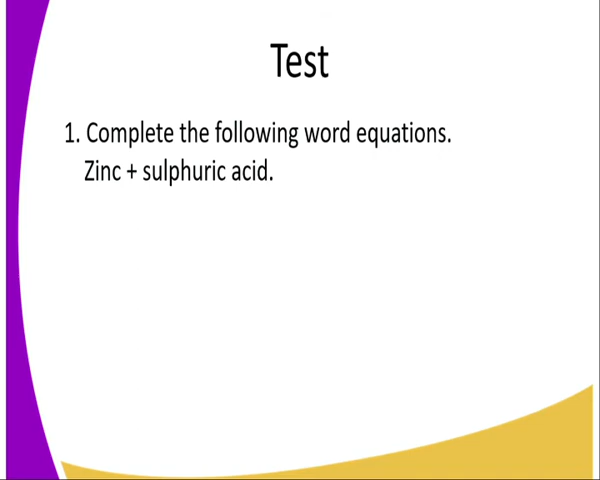 Test
1. Complete the following word equations.
Zinc + sulphuric acid.